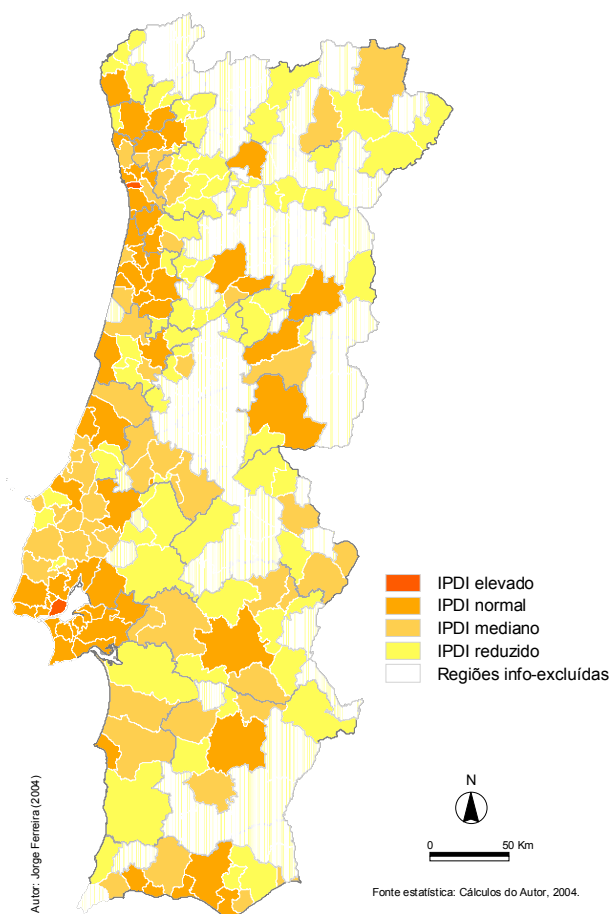 IPDI elevado
IPDI normal
IPDI mediano
IPDI reduzido
Regiões info-excluídas
N
0 50 Km
Autor: Jorge Ferreira (2004)
Fonte estatística: Cálculos do Autor, 2004.